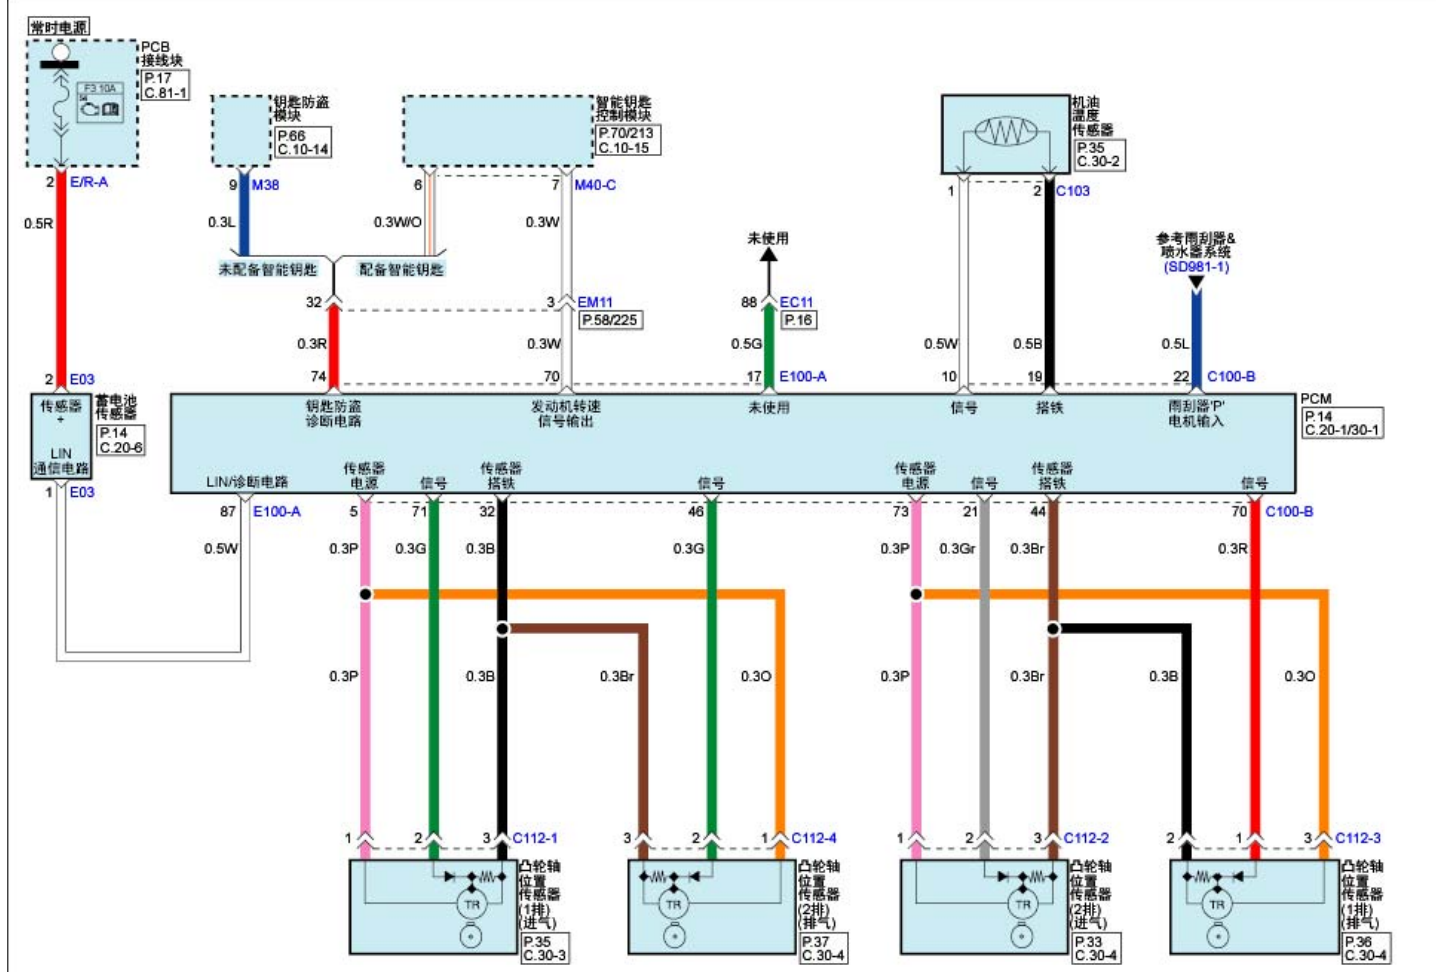 常时电源
PCB
接线块
P.17
C.81-1
F3 10A
钥匙防盗
模块
P.66
C.10-14
智能钥匙
控制模块
P.70/213
C.10-15
机油
温度
传感器
P.35
C.30-2
2 E/R-A
9 M38
6
7 M40-C
1
2 C103
0.5R
0.3L
0.3W/O
0.3W
未使用
参考雨刮器&
喷水器系统
(SD981-1)
未配备智能钥匙
配备智能钥匙
32
3 EM11
P.58/225
88 EC11
P.16
0.3R
0.3W
0.5G
0.5W
0.5B
0.5L
2 E03
74
70
17 E100-A
10
19
22 C100-B
传感器
+
LIN
通信电路
蓄电池
传感器
P.14
C.20-6
钥匙防盗
诊断电路
发动机转速
信号输出
未使用
信号
搭铁
雨刮器'P'
电机输入
PCM
P.14
C.20-1/30-1
LIN/诊断电路
传感器
电源
信号
传感器
搭铁
信号
传感器
电源
信号
传感器
搭铁
信号
1 E03
87 E100-A
5
71
32
46
73
21
44
70 C100-B
0.5W
0.3P
0.3G
0.3B
0.3G
0.3P
0.3Gr
0.3Br
0.3R
0.3P
0.3B
0.3Br
0.3O
0.3P
0.3Br
0.3B
0.3O
1
2
3 C112-1
3
2
1 C112-4
1
2
3 C112-2
2
1
3 C112-3
TR
凸轮轴
位置
传感器
(1排)
(进气)
P.35
C.30-3
TR
凸轮轴
位置
传感器
(2排)
(排气)
P.37
C.30-4
TR
凸轮轴
位置
传感器
(2排)
(进气)
P.33
C.30-4
TR
凸轮轴
位置
传感器
(1排)
(排气)
P.36
C.30-4